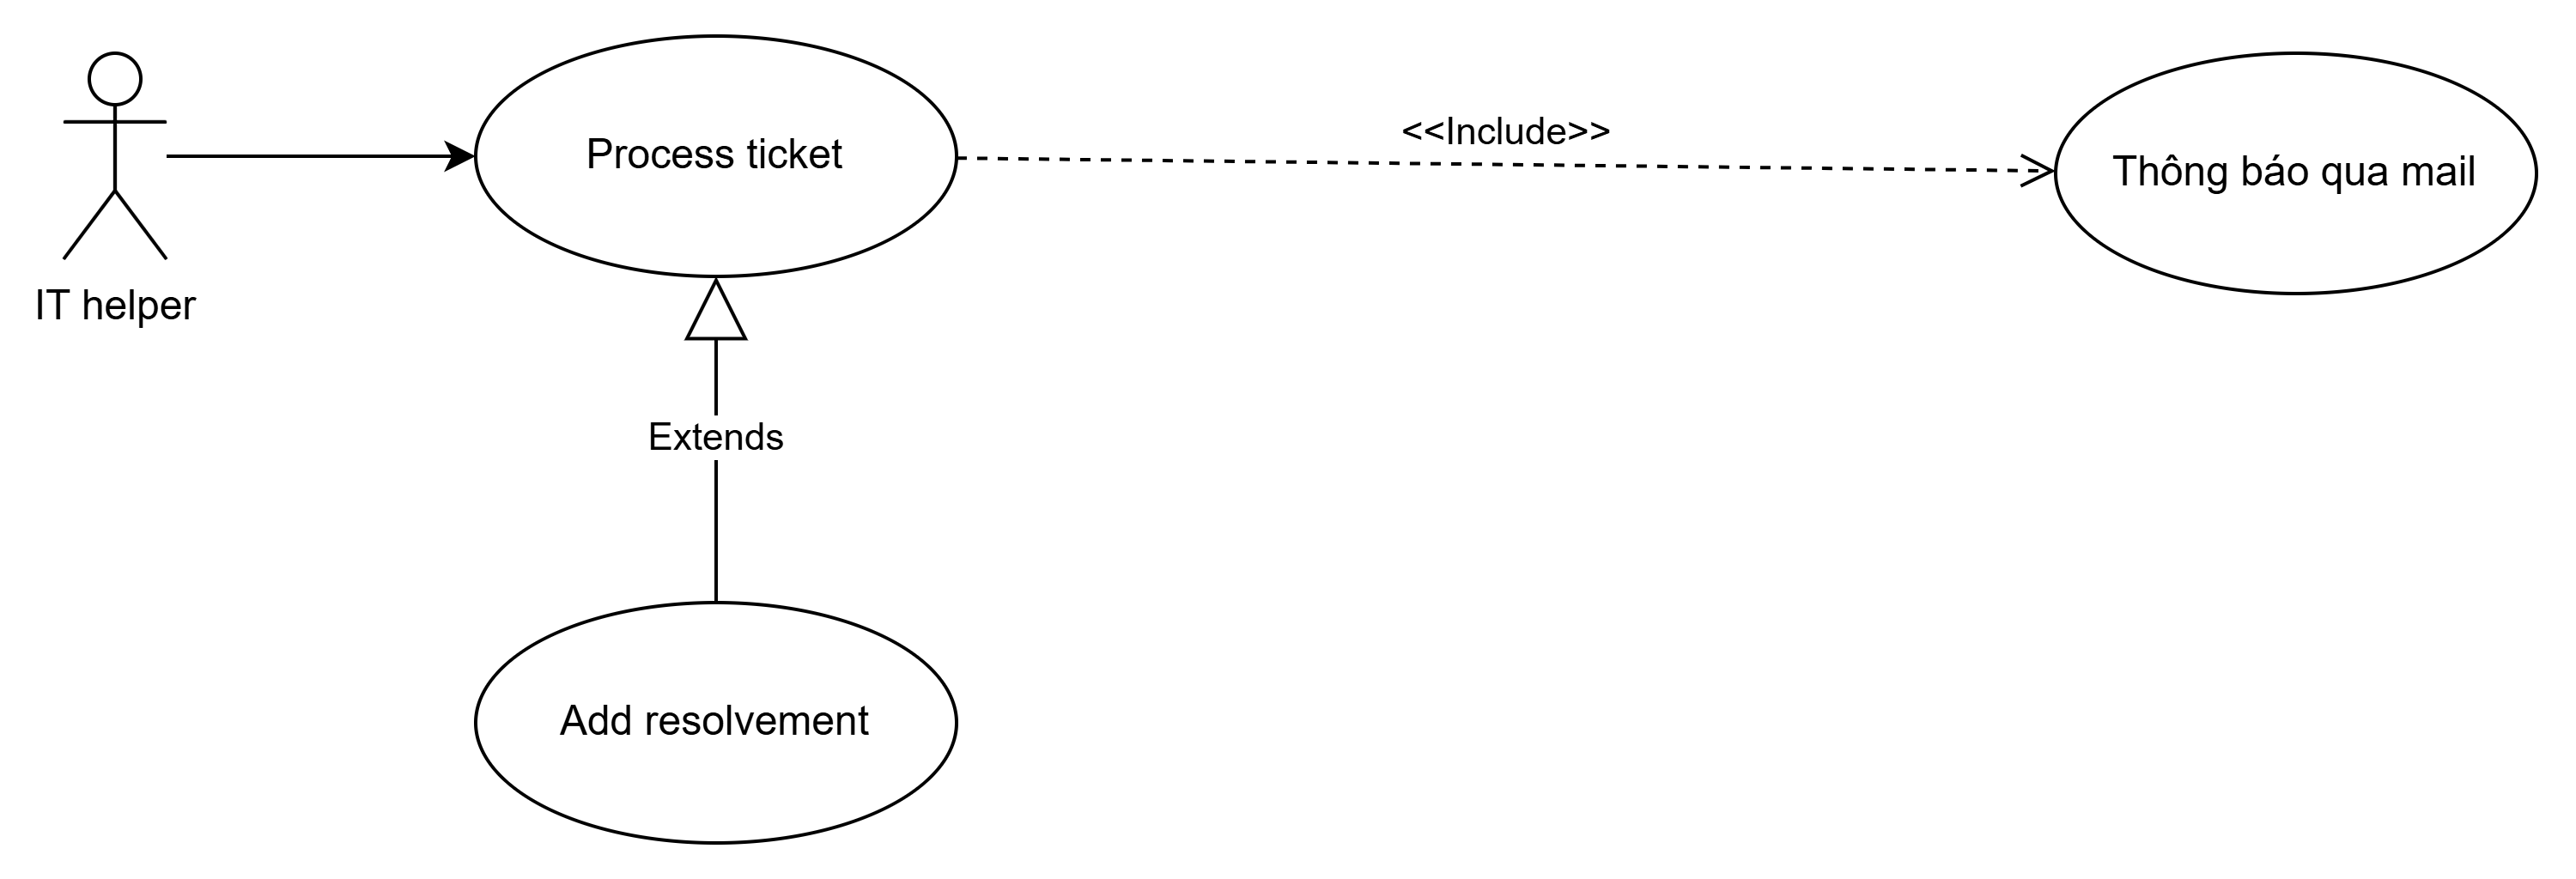 Process ticket
<<Include>>
Thông báo qua mail
IT helper
Extends
Add resolvement